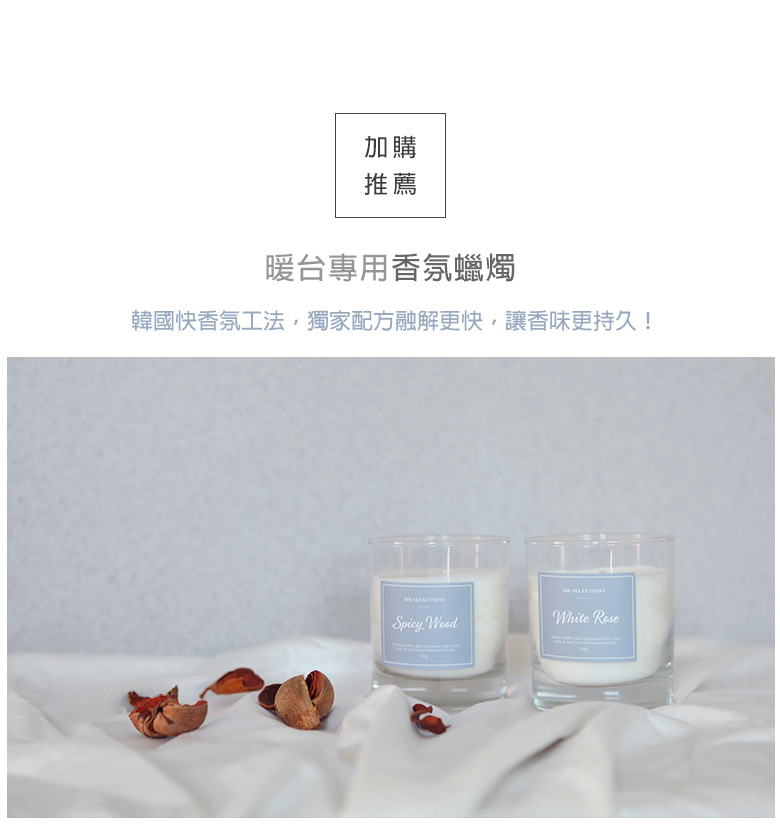 加購
推薦
暖台專用香氛蠟燭
韓國快香氛工法，獨家配方融解更快，讓香味更持久！
Spicy Wood
White Rose